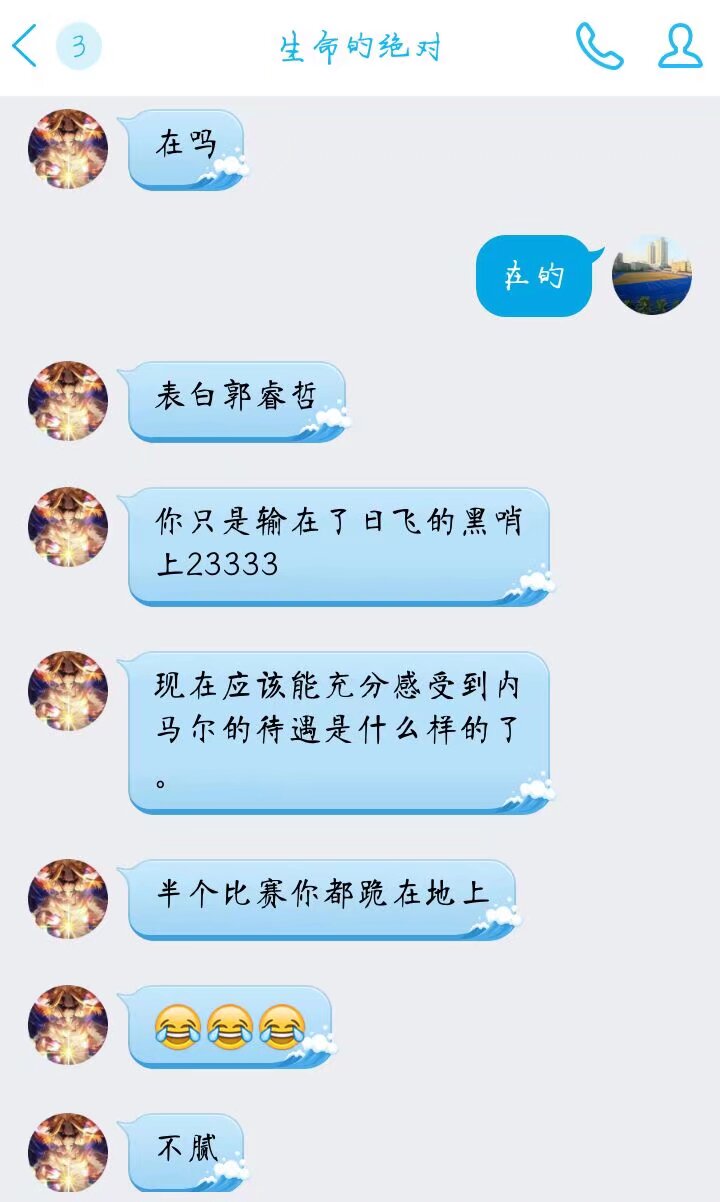 3
生命的绝对
在吗
在的
表白郭睿哲
你只是输在了日飞的黑哨
上23333
现在应该能充分感受到内
马尔的待遇是什么样的了
。
半个比赛你都跪在地上
😂😂😂
不腻